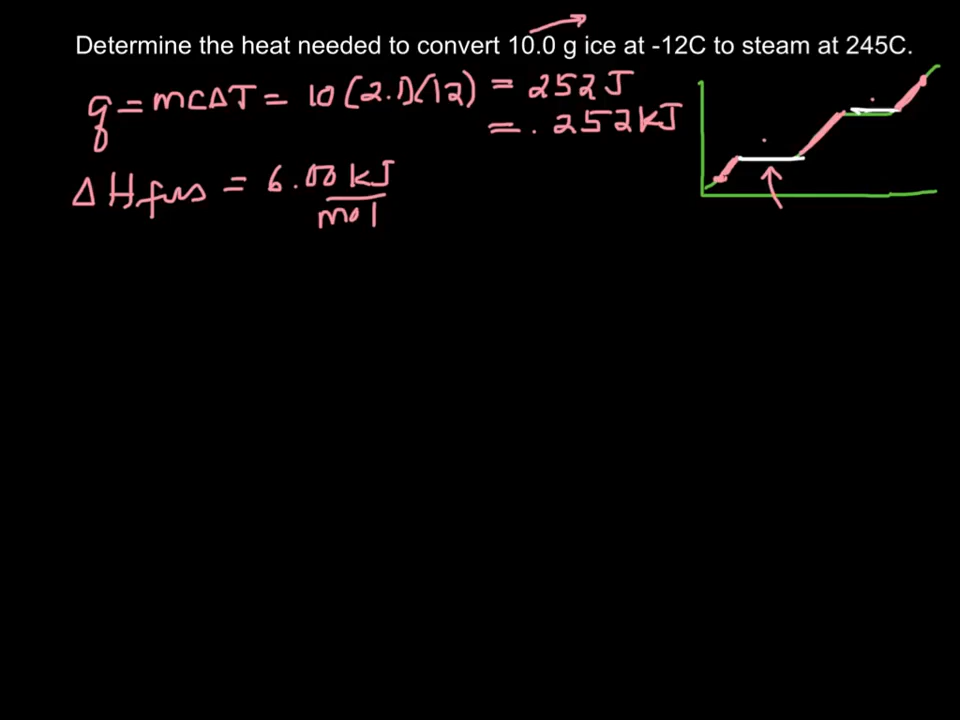 Determine the heat needed to convert 10.0 g ice at -12C to steam at 245C.
q = mcΔT = 10(2.1)(12) = 252J
= .252kJ
ΔHfus = 6.00 kJ
mol